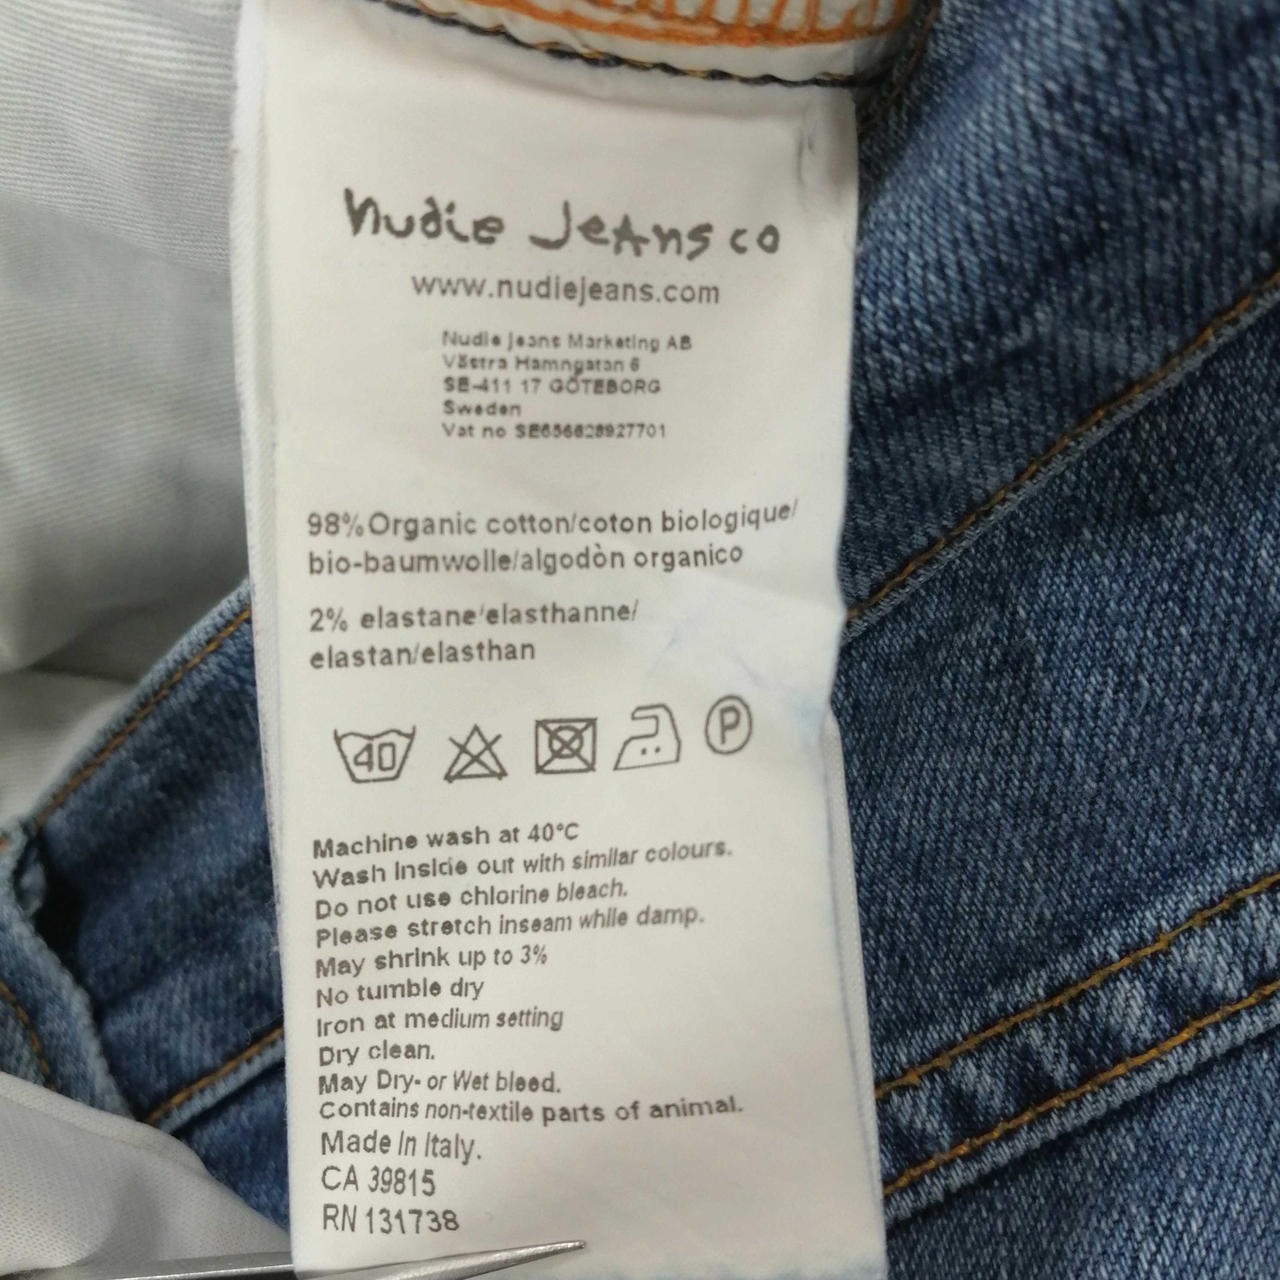 nudie Jeans co
www.nudiejeans.com
Nudie Jeans Marketing AB
Västra Hamngatan 6
SE-411 17 GÖTEBORG
Sweden
Vat no SE656628927701
98% Organic cotton/coton biologique/
bio-baumwolle/algodòn organico
2% elastane/elasthanne/
elastan/elasthan
40 P
Machine wash at 40°C
Wash Inside out with similar colours.
Do not use chlorine bleach.
Please stretch inseam while damp.
May shrink up to 3%
No tumble dry
Iron at medium setting
Dry clean.
May Dry- or Wet bleed.
Contains non-textile parts of animal.
Made In Italy.
CA 39815
RN 131738